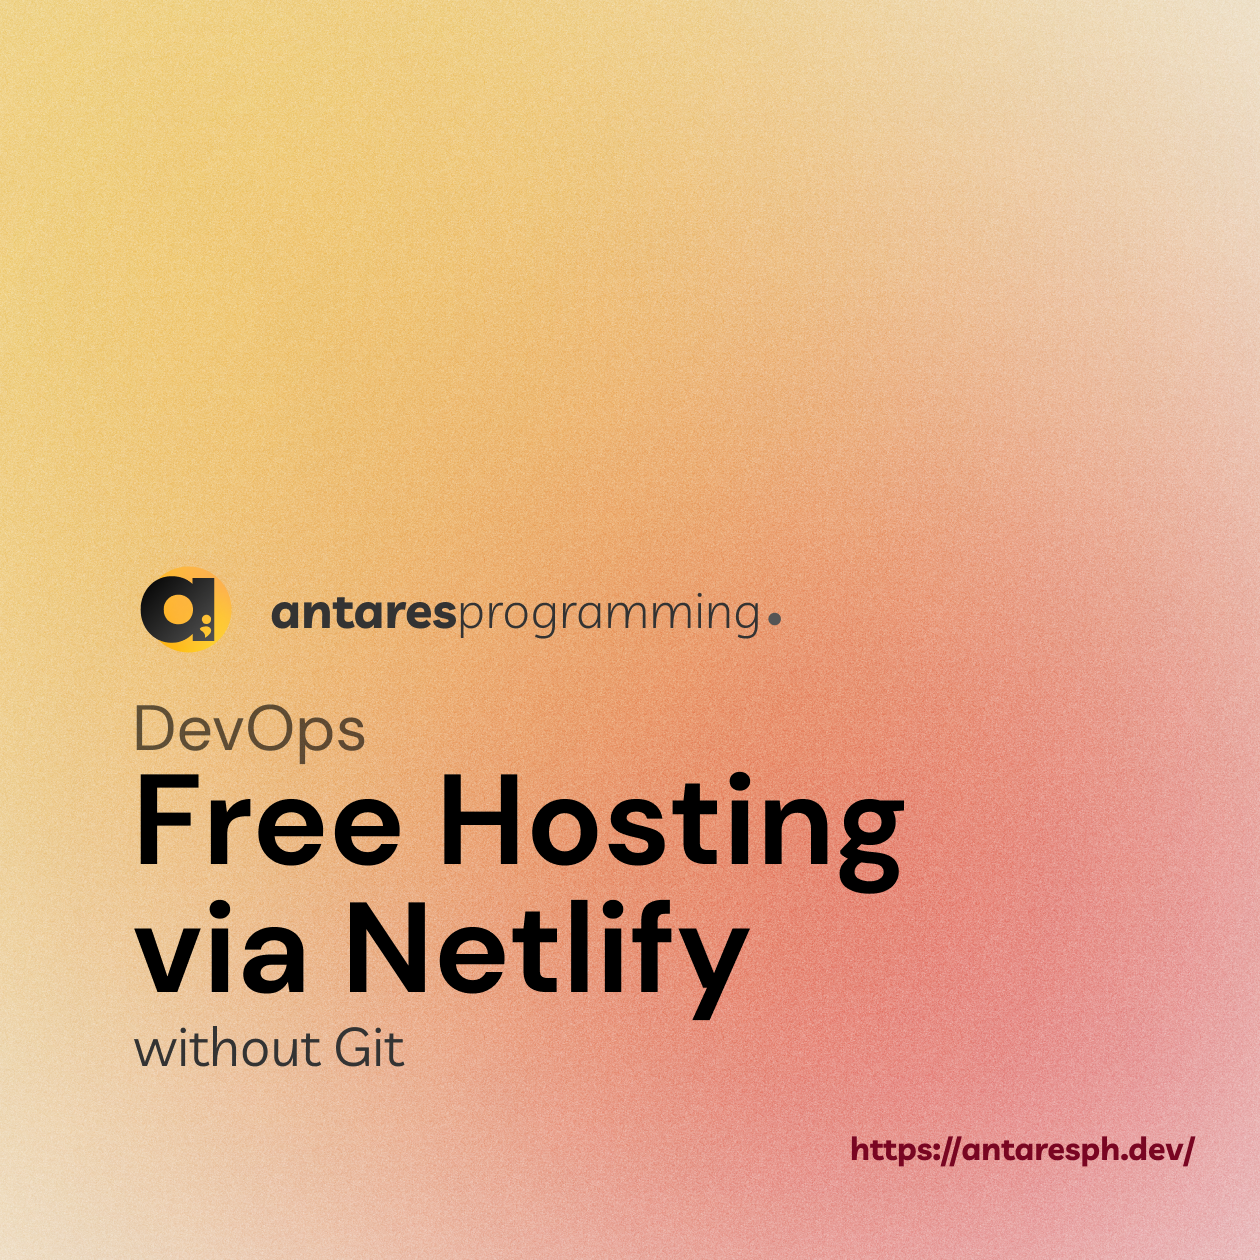 antaresprogramming.
DevOps
Free Hosting
via Netlify
without Git
https://antaresph.dev/